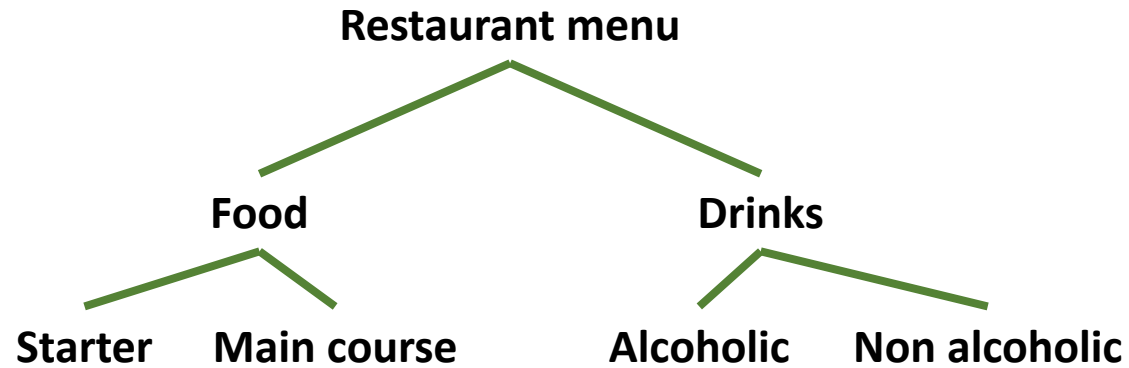 Restaurant menu
Food Drinks
Starter Main course Alcoholic Non alcoholic